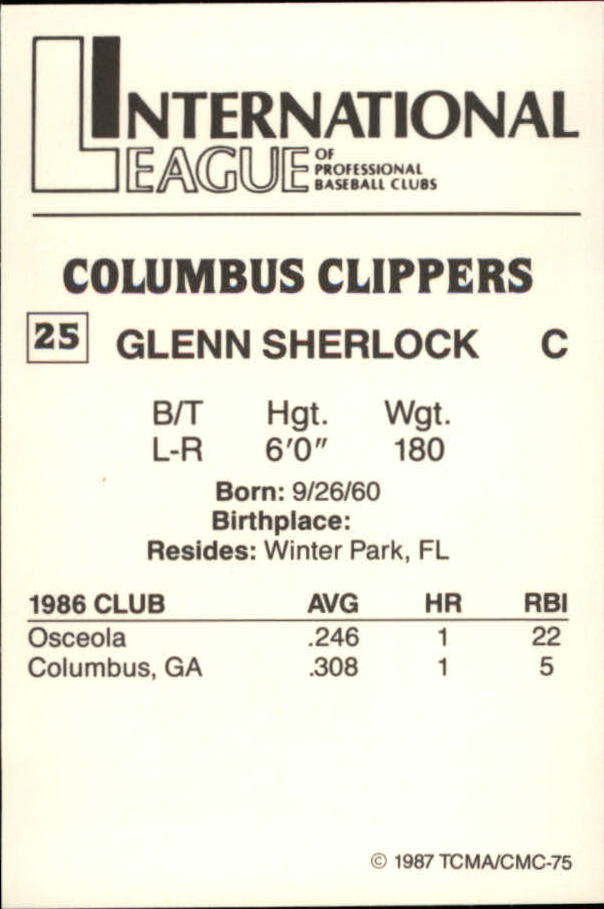 INTERNATIONAL
LEAGUE OF
PROFESSIONAL
BASEBALL CLUBS
COLUMBUS CLIPPERS
25 GLENN SHERLOCK C
B/T Hgt. Wgt.
L-R 6'0" 180
Born: 9/26/60
Birthplace:
Resides: Winter Park, FL
1986 CLUB AVG HR RBI
Osceola .246 1 22
Columbus, GA .308 1 5
© 1987 TCMA/CMC-75